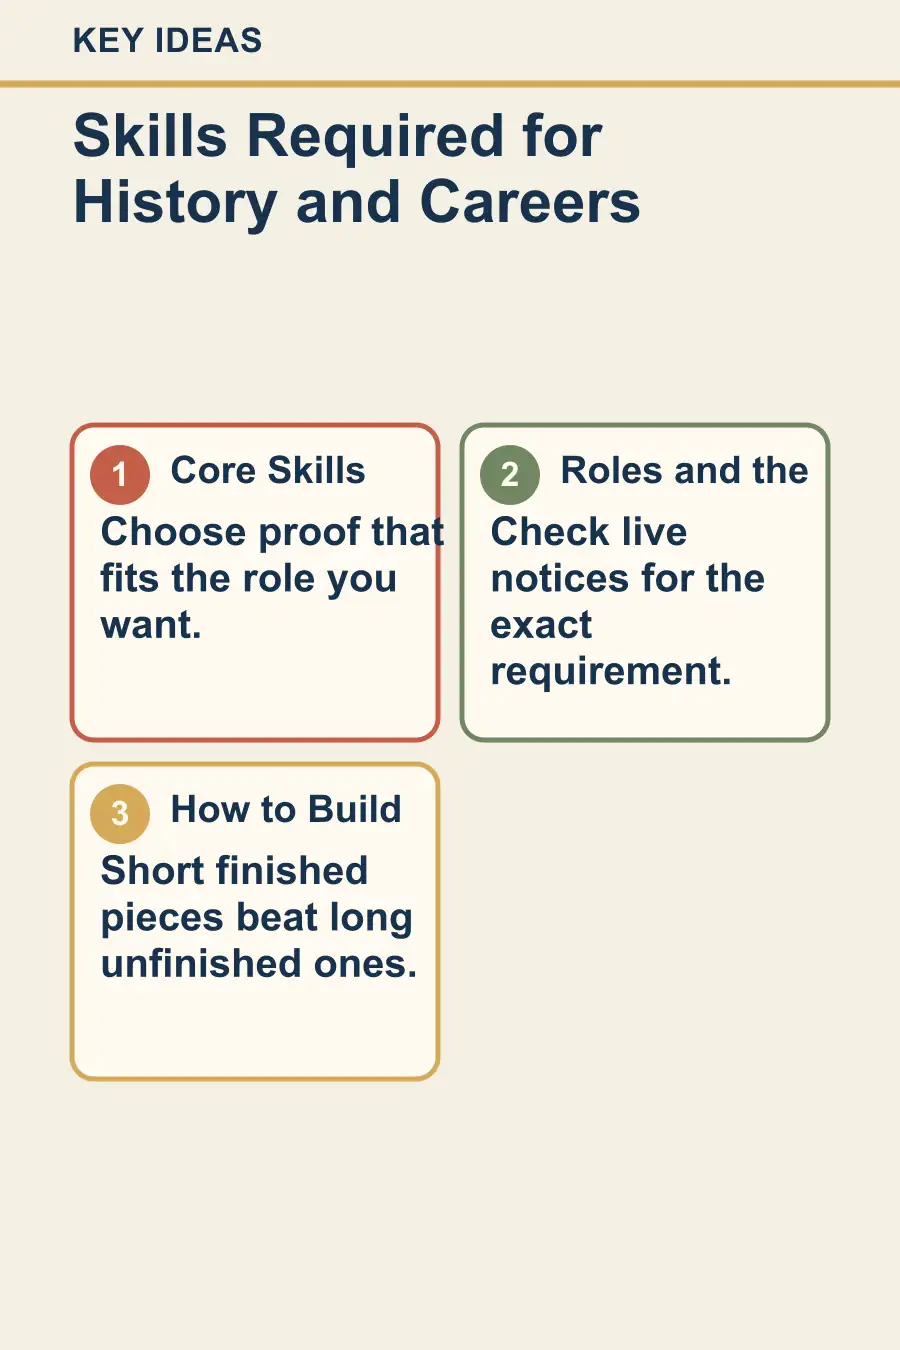 KEY IDEAS
Skills Required for
History and Careers
1 Core Skills
Choose proof that
fits the role you
want.
2 Roles and the
Check live
notices for the
exact
requirement.
3 How to Build
Short finished
pieces beat long
unfinished ones.